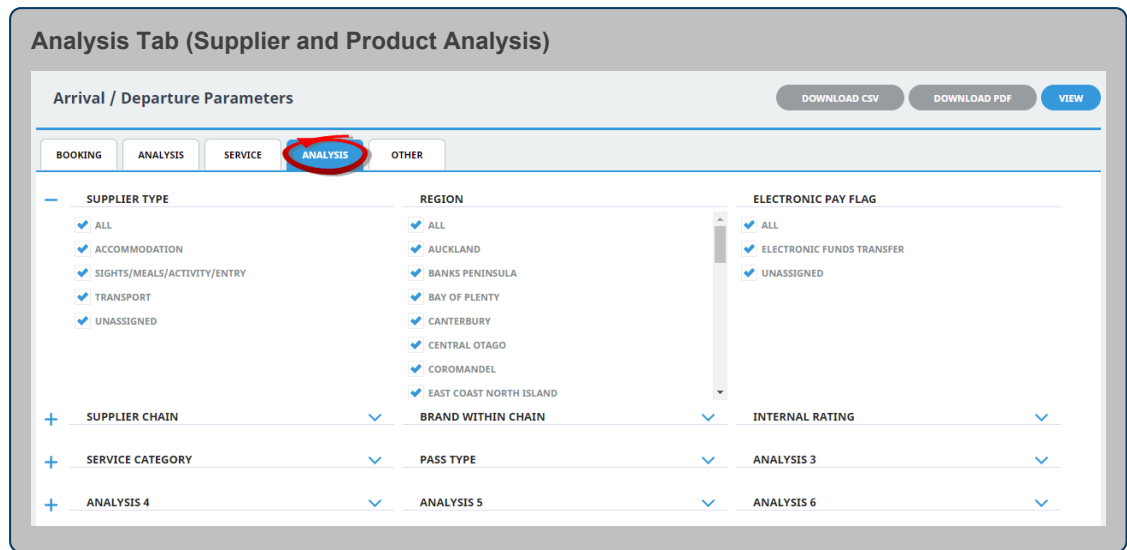 Analysis Tab (Supplier and Product Analysis)
Arrival / Departure Parameters
DOWNLOAD CSV
DOWNLOAD PDF
VIEW
BOOKING
ANALYSIS
SERVICE
ANALYSIS
OTHER
SUPPLIER TYPE
ALL
ACCOMMODATION
SIGHTS/MEALS/ACTIVITY/ENTRY
TRANSPORT
UNASSIGNED
REGION
ALL
AUCKLAND
BANKS PENINSULA
BAY OF PLENTY
CANTERBURY
CENTRAL OTAGO
COROMANDEL
EAST COAST NORTH ISLAND
ELECTRONIC PAY FLAG
ALL
ELECTRONIC FUNDS TRANSFER
UNASSIGNED
SUPPLIER CHAIN
BRAND WITHIN CHAIN
INTERNAL RATING
SERVICE CATEGORY
PASS TYPE
ANALYSIS 3
ANALYSIS 4
ANALYSIS 5
ANALYSIS 6